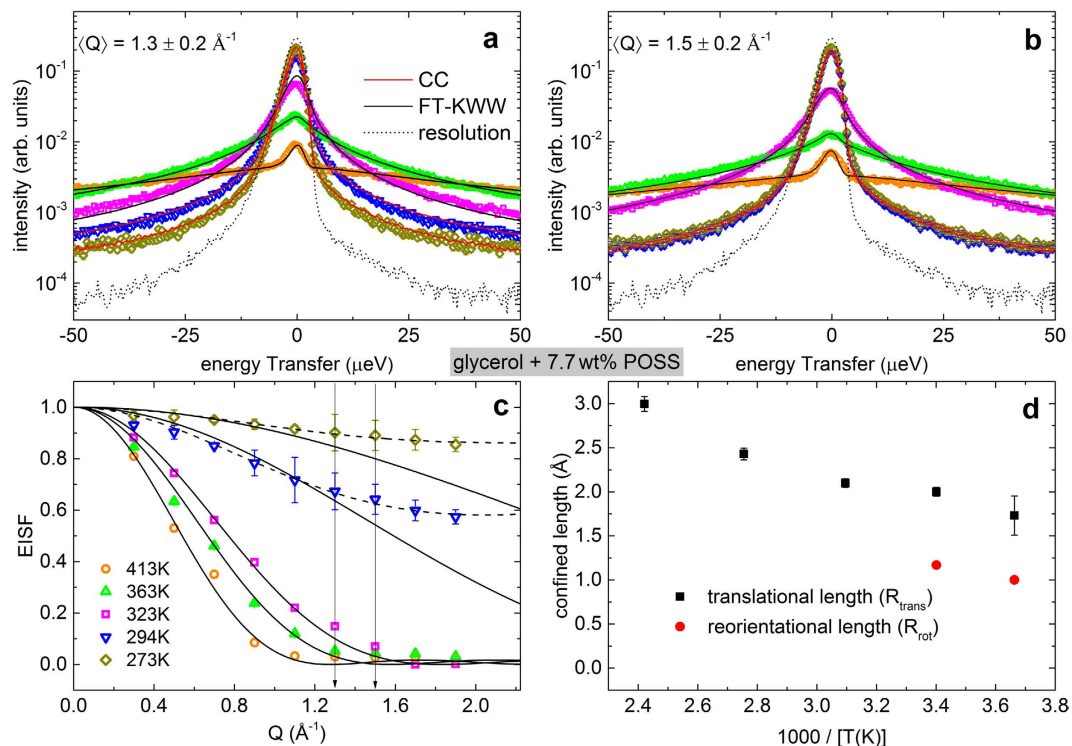 a
⟨Q⟩ = 1.3 ± 0.2 Å⁻¹
CC
FT-KWW
resolution
intensity (arb. units)
10⁻¹
10⁻²
10⁻³
10⁻⁴
-50 -25 0 25 50
energy Transfer (μeV)
b
⟨Q⟩ = 1.5 ± 0.2 Å⁻¹
intensity (arb. units)
10⁻¹
10⁻²
10⁻³
10⁻⁴
-50 -25 0 25 50
energy Transfer (μeV)
glycerol + 7.7 wt% POSS
c
EISF
1.0
0.8
0.6
0.4
0.2
0.0
413K
363K
323K
294K
273K
0.0 0.4 0.8 1.2 1.6 2.0
Q (Å⁻¹)
d
confined length (Å)
3.0
2.5
2.0
1.5
1.0
0.5
0.0
translational length (R_trans)
reorientational length (R_rot)
2.4 2.6 2.8 3.0 3.2 3.4 3.6 3.8
1000 / [T(K)]